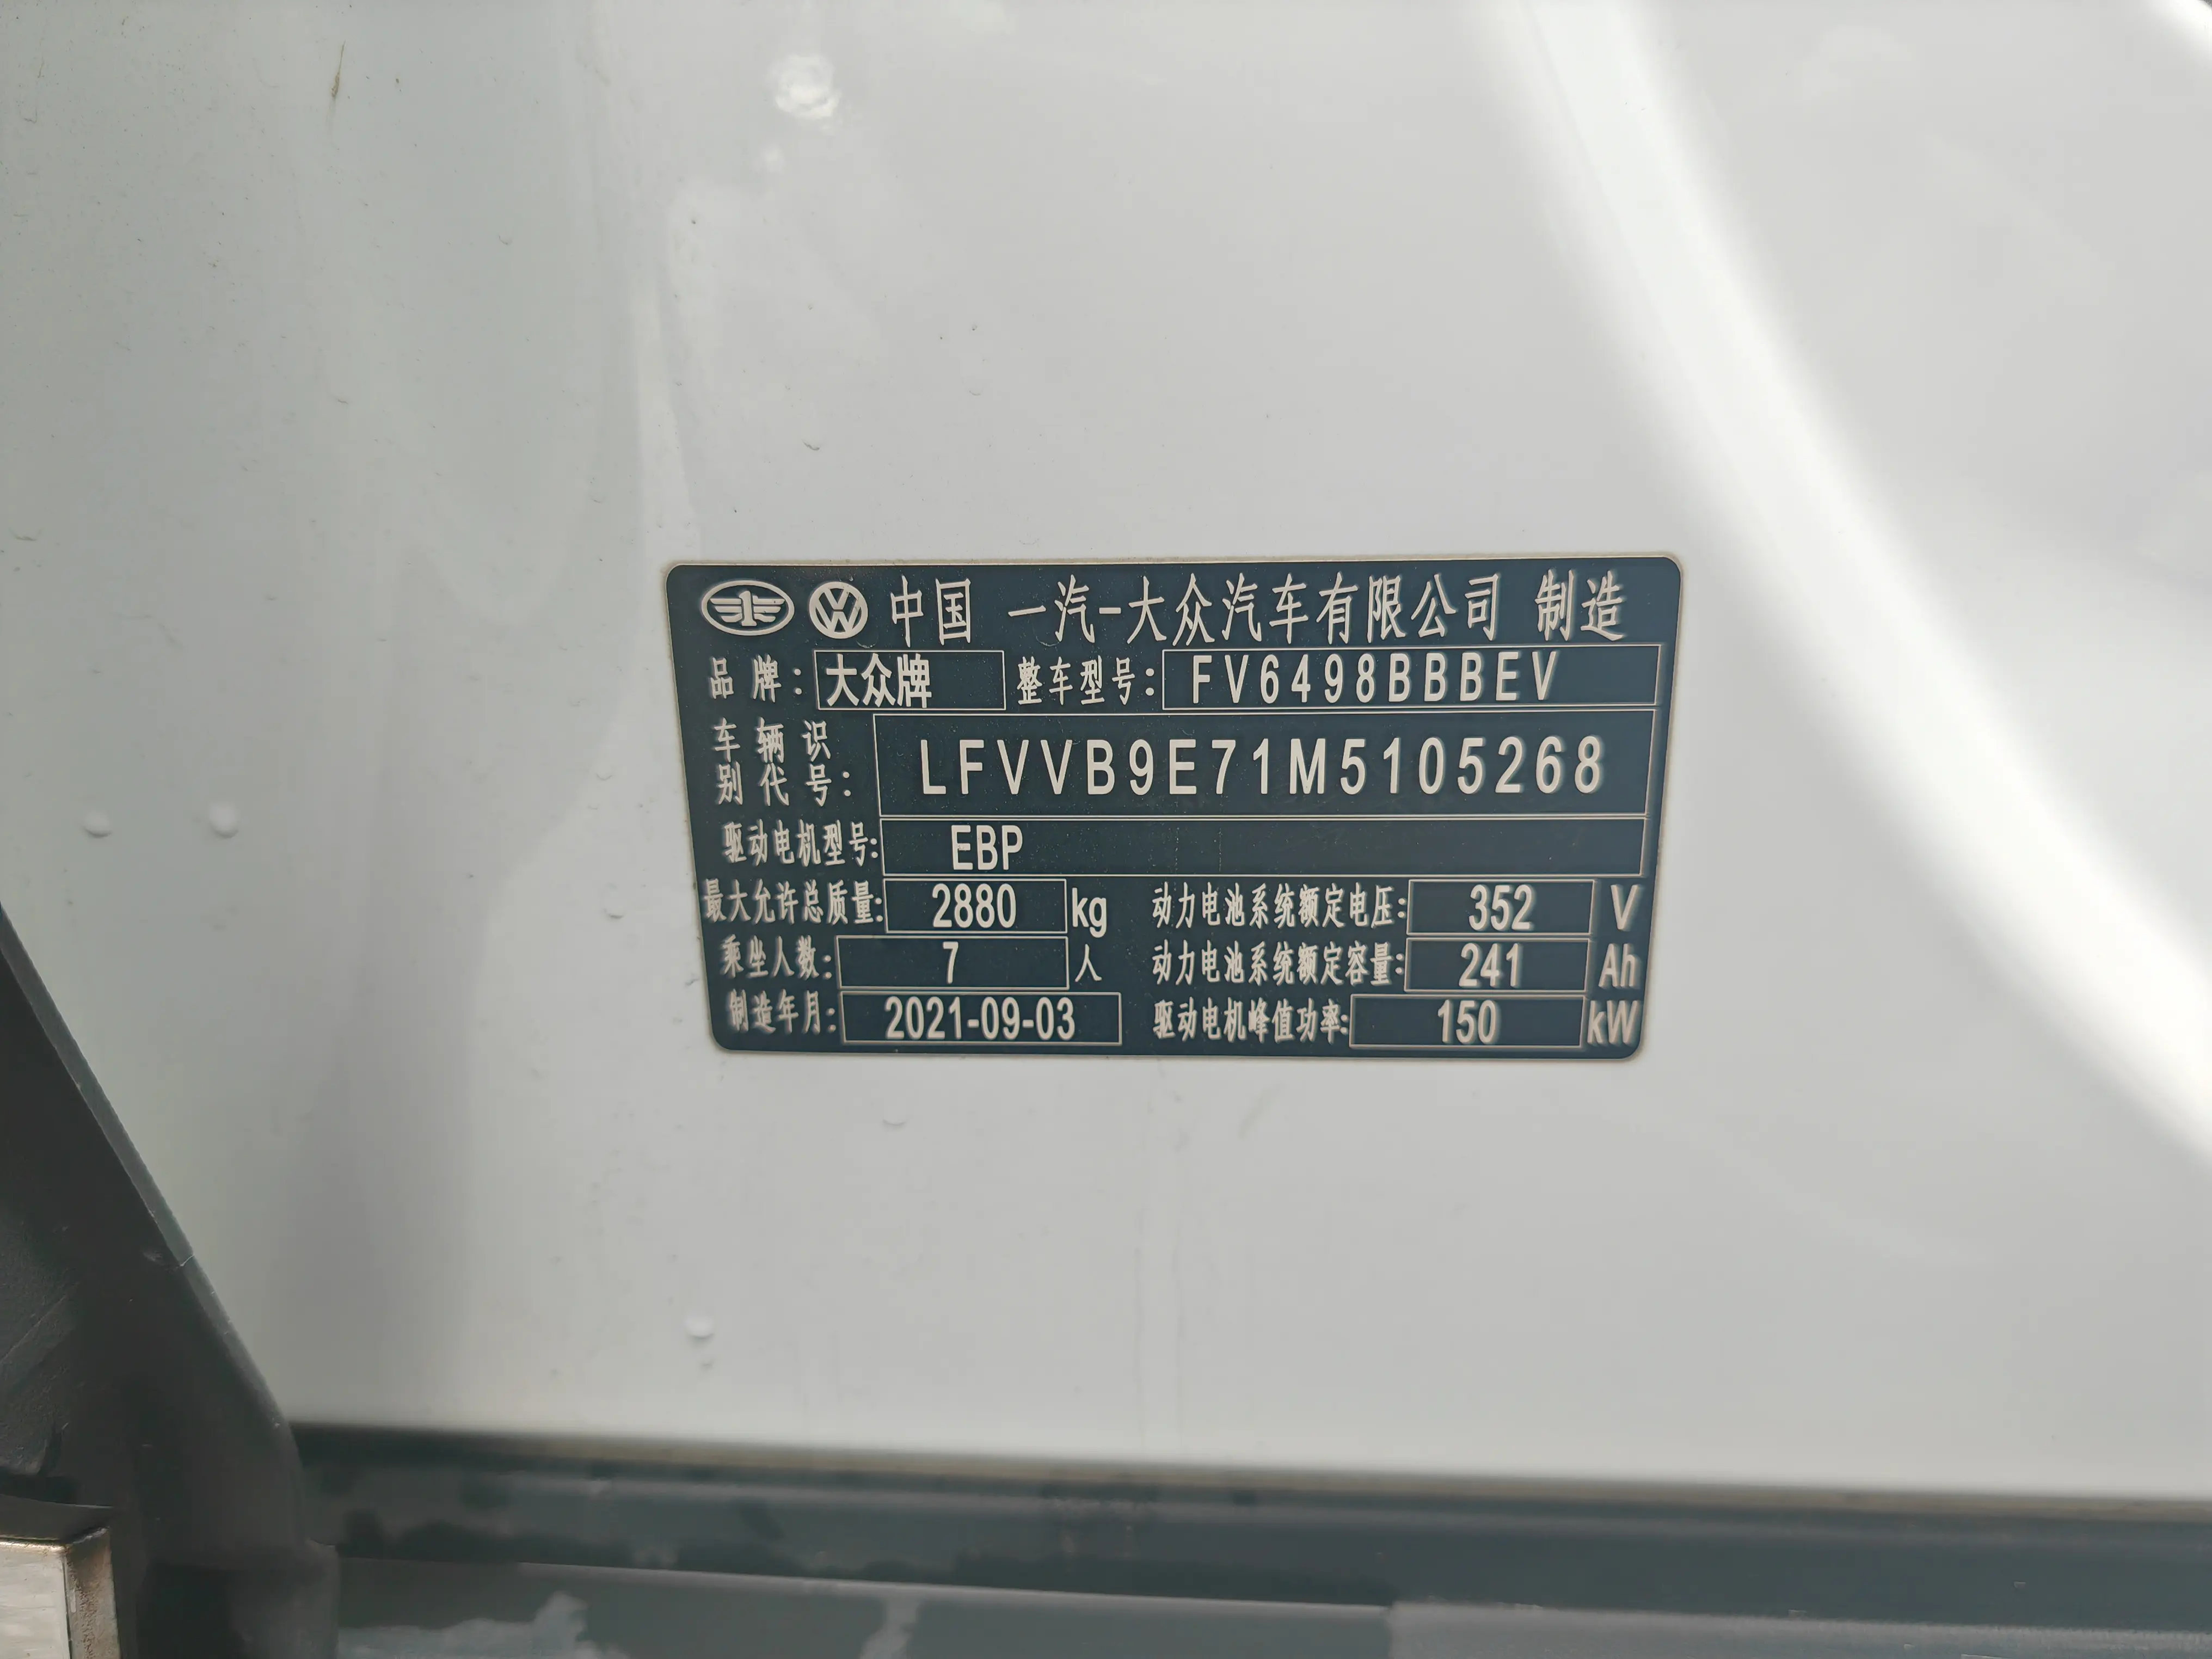 中国 一汽-大众汽车有限公司 制造
品牌: 大众牌 整车型号: FV6498BBBEV
车辆识别代号: LFVVB9E71M5105268
驱动电机型号: EBP
最大允许总质量: 2880 kg 动力电池系统额定电压: 352 V
乘坐人数: 7 人 动力电池系统额定容量: 241 Ah
制造年月: 2021-09-03 驱动电机峰值功率: 150 kW